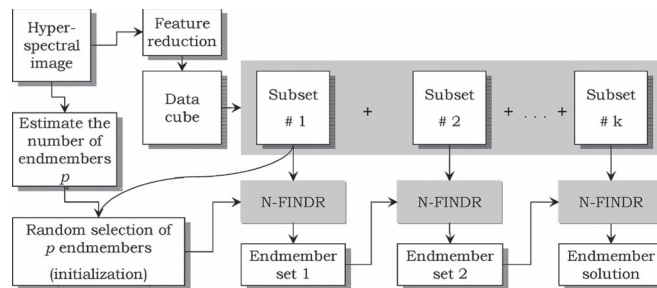 Hyper-
spectral
image
Feature
reduction
Data
cube
Subset
# 1
+
Subset
# 2
+ . . . +
Subset
# k
Estimate the
number of
endmembers
p
Random selection of
p endmembers
(initialization)
N-FINDR
N-FINDR
N-FINDR
Endmember
set 1
Endmember
set 2
Endmember
solution